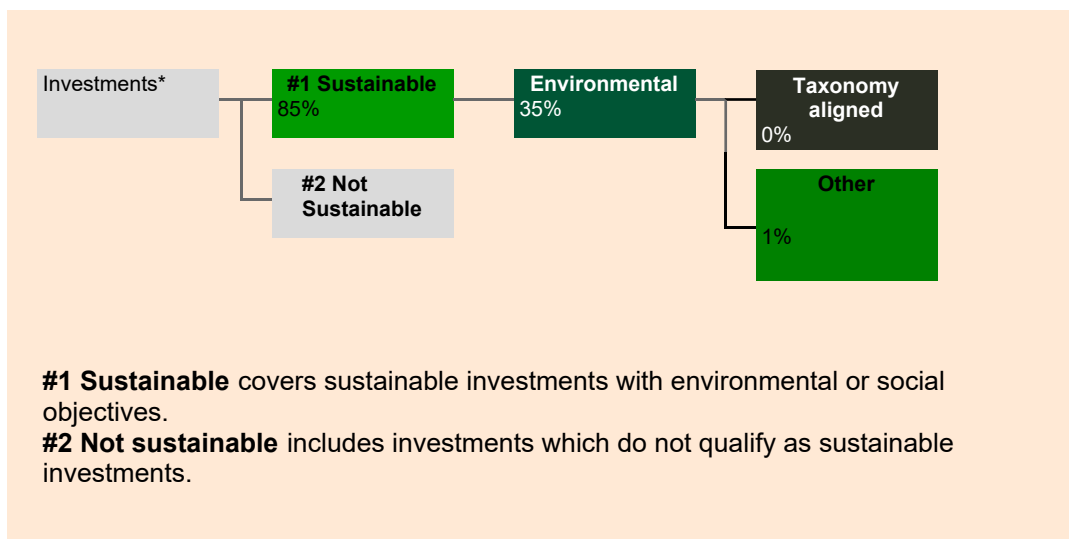 Investments*
#1 Sustainable
85%
Environmental
35%
Taxonomy
aligned
0%
#2 Not
Sustainable
Other
1%
#1 Sustainable covers sustainable investments with environmental or social
objectives.
#2 Not sustainable includes investments which do not qualify as sustainable
investments.